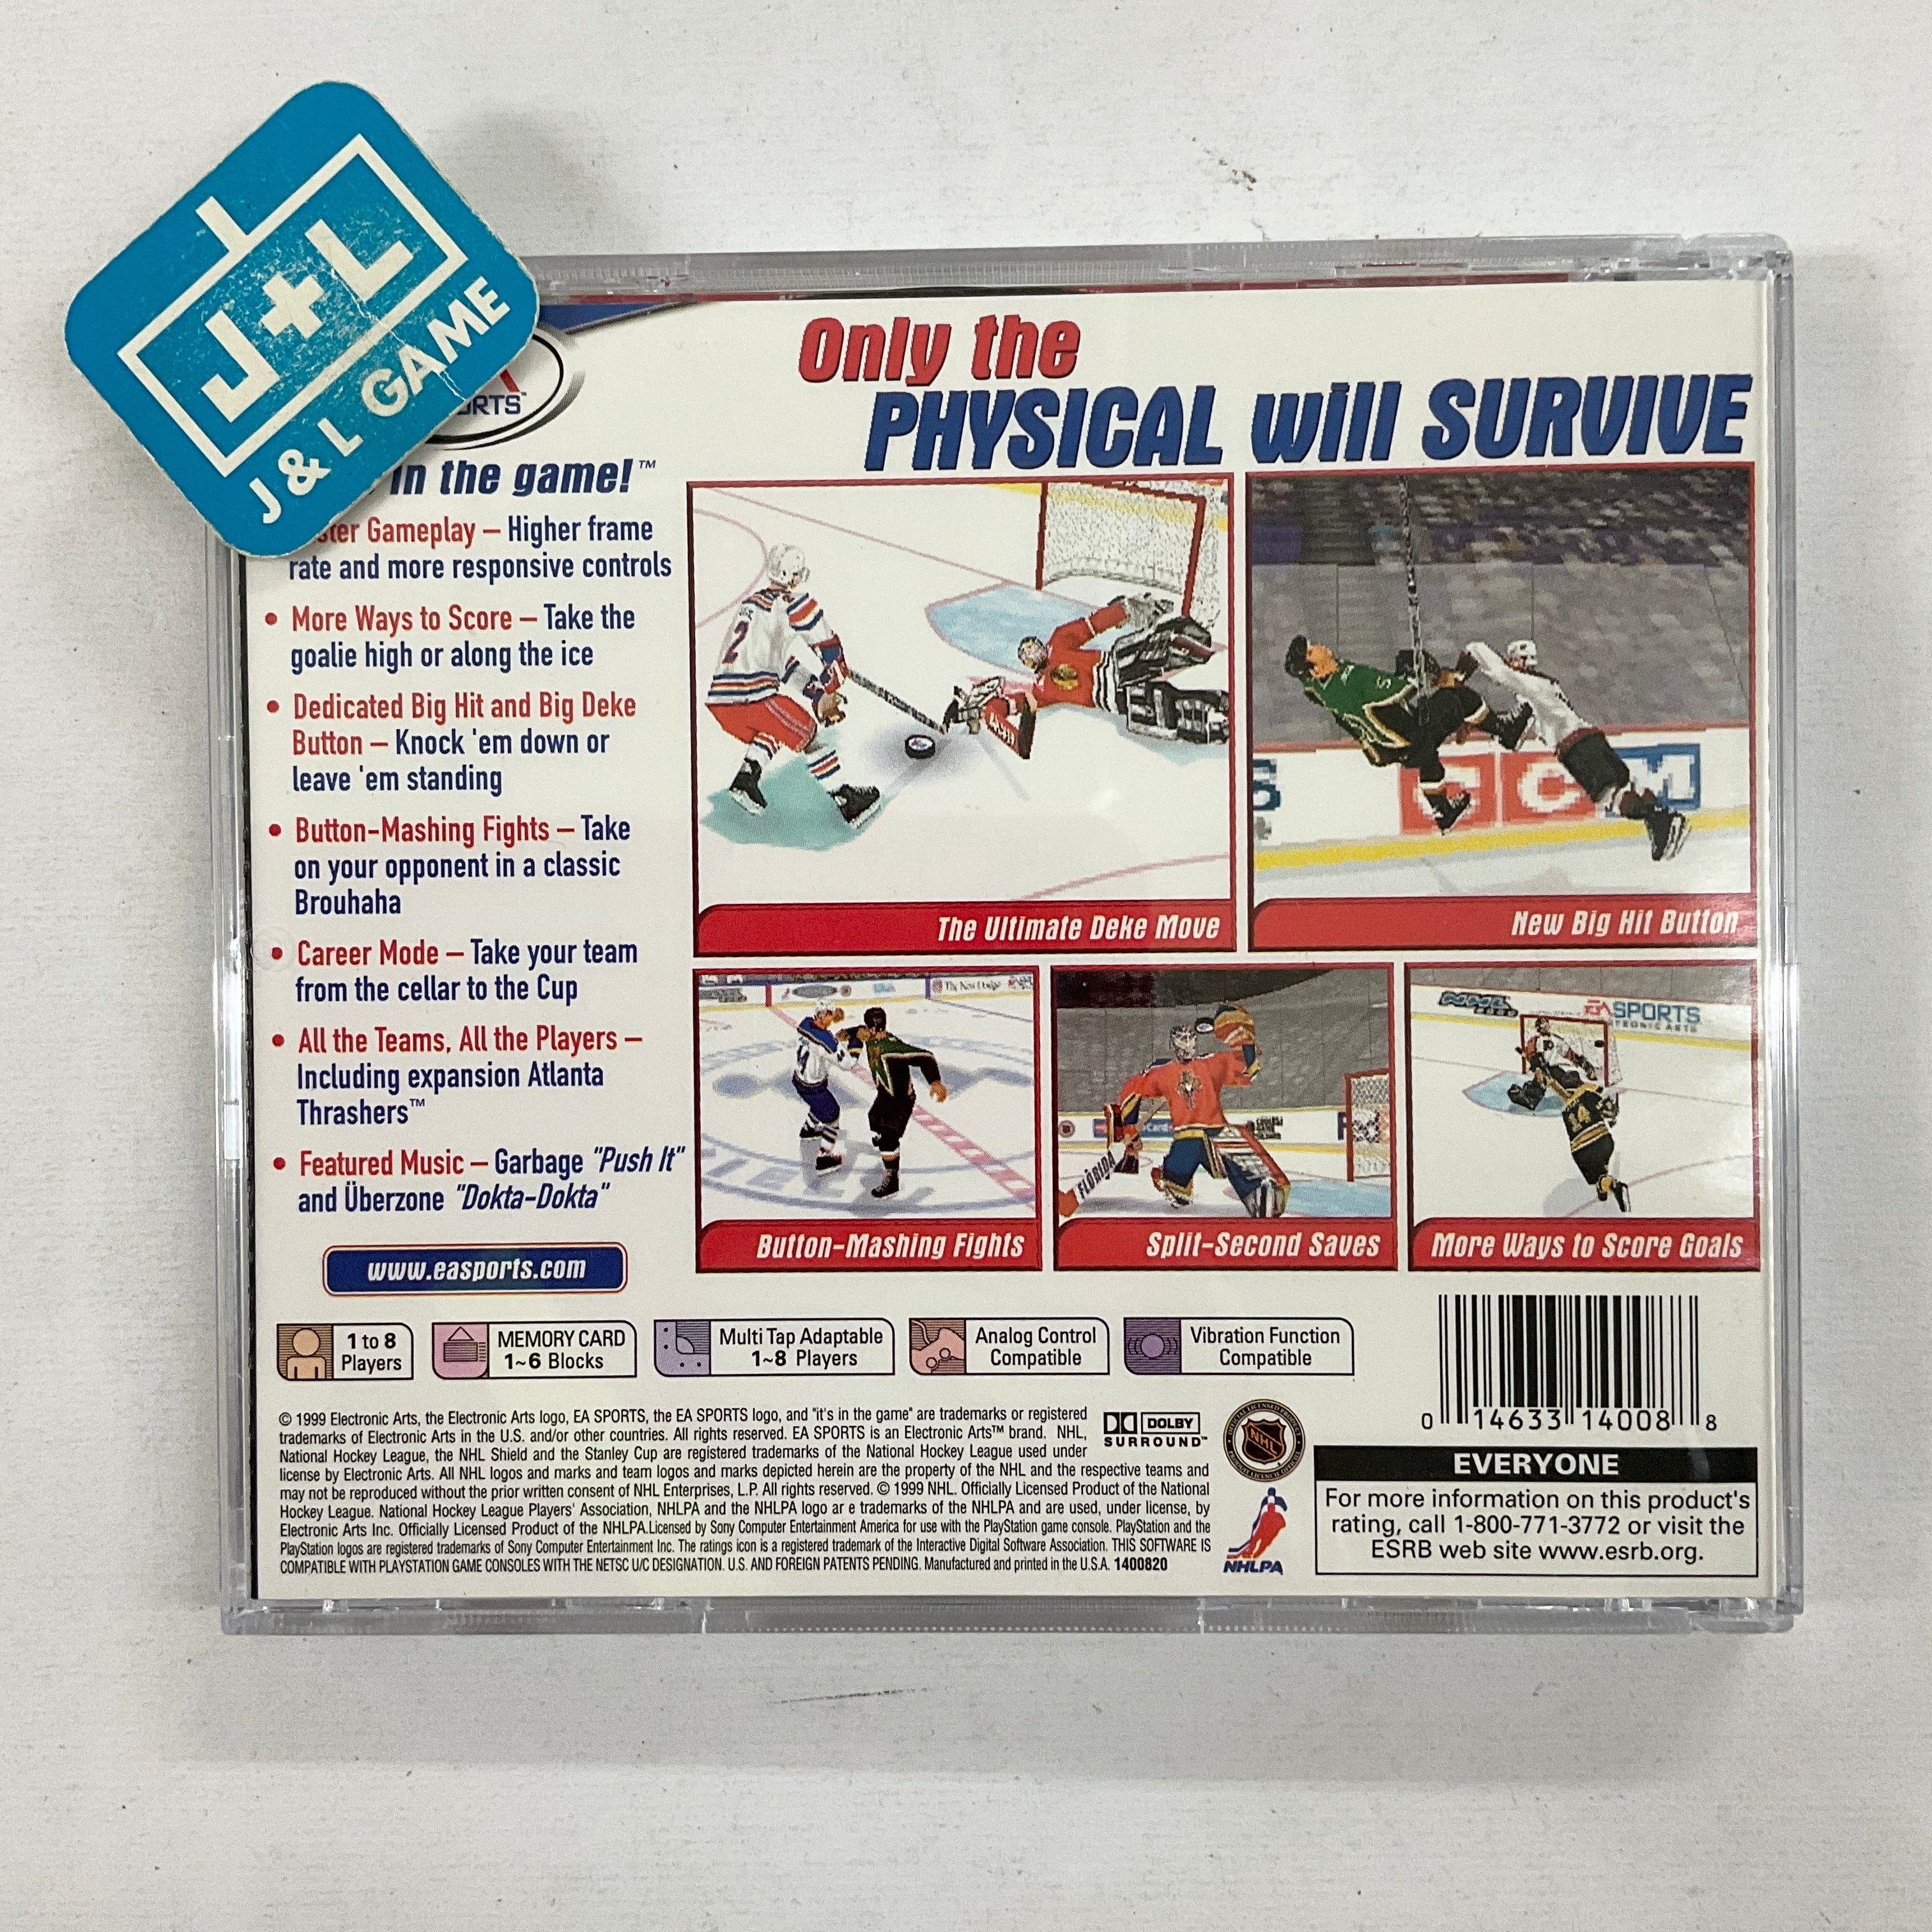 J+L
J & L GAME
ORTS™
in the game!™
Only the
PHYSICAL will SURVIVE
Gameplay – Higher frame
rate and more responsive controls
• More Ways to Score – Take the
goalie high or along the ice
• Dedicated Big Hit and Big Deke
Button – Knock 'em down or
leave 'em standing
• Button-Mashing Fights – Take
on your opponent in a classic
Brouhaha
• Career Mode – Take your team
from the cellar to the Cup
• All the Teams, All the Players –
Including expansion Atlanta
Thrashers™
• Featured Music – Garbage "Push It"
and Überzone "Dokta-Dokta"
www.easports.com
2
CCM
The Ultimate Deke Move
New Big Hit Button
FLORIDA
NHL 2000
EA SPORTS
14
Button-Mashing Fights
Split-Second Saves
More Ways to Score Goals
1 to 8
Players
MEMORY CARD
1~6 Blocks
Multi Tap Adaptable
1~8 Players
Analog Control
Compatible
Vibration Function
Compatible
0 14633 14008 8
© 1999 Electronic Arts, the Electronic Arts logo, EA SPORTS, the EA SPORTS logo, and "it's in the game" are trademarks or registered
trademarks of Electronic Arts in the U.S. and/or other countries. All rights reserved. EA SPORTS is an Electronic Arts™ brand. NHL,
National Hockey League, the NHL Shield and the Stanley Cup are registered trademarks of the National Hockey League used under
license by Electronic Arts. All NHL logos and marks and team logos and marks depicted herein are the property of the NHL and the respective teams and
may not be reproduced without the prior written consent of NHL Enterprises, L.P. All rights reserved. © 1999 NHL. Officially Licensed Product of the National
Hockey League. National Hockey League Players' Association, NHLPA and the NHLPA logo ar e trademarks of the NHLPA and are used, under license, by
Electronic Arts Inc. Officially Licensed Product of the NHLPA.Licensed by Sony Computer Entertainment America for use with the PlayStation game console. PlayStation and the
PlayStation logos are registered trademarks of Sony Computer Entertainment Inc. The ratings icon is a registered trademark of the Interactive Digital Software Association. THIS SOFTWARE IS
COMPATIBLE WITH PLAYSTATION GAME CONSOLES WITH THE NETSC U/C DESIGNATION. U.S. AND FOREIGN PATENTS PENDING. Manufactured and printed in the U.S.A. 1400820
DOLBY
SURROUND™
NHL
NHLPA
EVERYONE
For more information on this product's
rating, call 1-800-771-3772 or visit the
ESRB web site www.esrb.org.